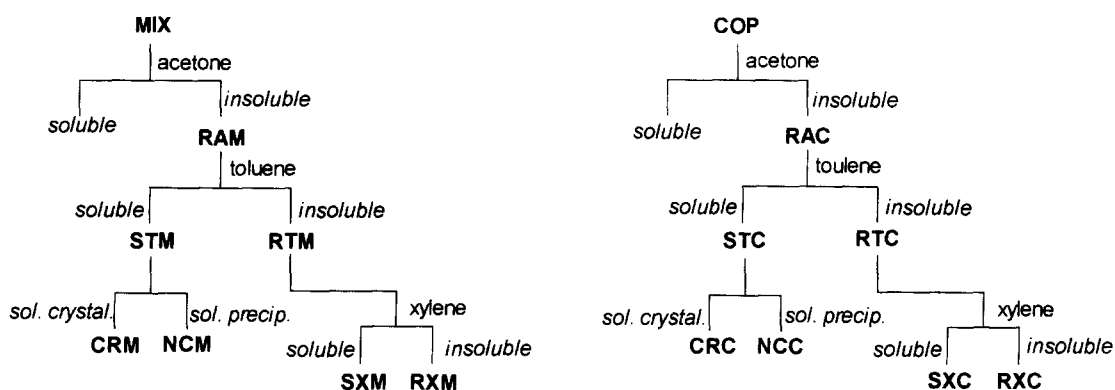 MIX
acetone
soluble
insoluble
RAM
toluene
soluble
insoluble
STM
RTM
sol. crystal.
sol. precip.
xylene
CRM
NCM
soluble
insoluble
SXM
RXM
COP
acetone
soluble
insoluble
RAC
toulene
soluble
insoluble
STC
RTC
sol. crystal.
sol. precip.
xylene
CRC
NCC
soluble
insoluble
SXC
RXC